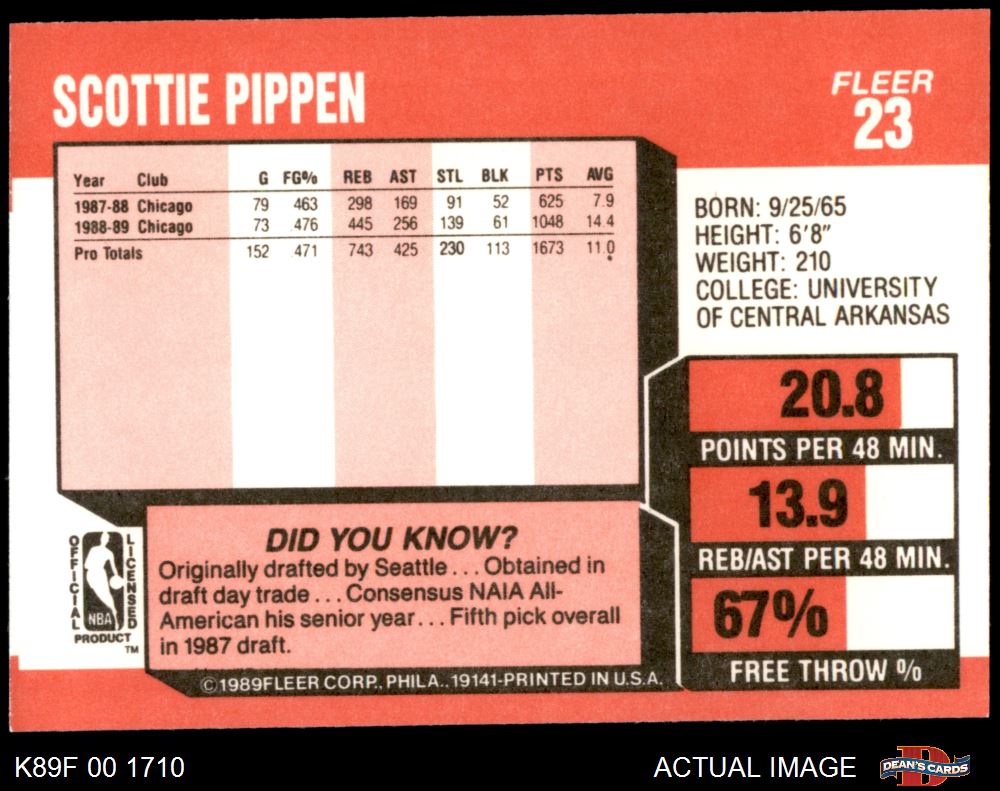 SCOTTIE PIPPEN
FLEER
23
Year Club G FG% REB AST STL BLK PTS AVG
1987-88 Chicago 79 463 298 169 91 52 625 7.9
1988-89 Chicago 73 476 445 256 139 61 1048 14.4
Pro Totals 152 471 743 425 230 113 1673 11.0
BORN: 9/25/65
HEIGHT: 6'8"
WEIGHT: 210
COLLEGE: UNIVERSITY
OF CENTRAL ARKANSAS
20.8
POINTS PER 48 MIN.
13.9
REB/AST PER 48 MIN.
67%
FREE THROW %
OFFICIAL
LICENSED
NBA
PRODUCT
TM
DID YOU KNOW?
Originally drafted by Seattle... Obtained in
draft day trade... Consensus NAIA All-
American his senior year... Fifth pick overall
in 1987 draft.
©1989FLEER CORP., PHILA., 19141-PRINTED IN U.S.A.
K89F 00 1710
ACTUAL IMAGE
D
DEAN'S CARDS